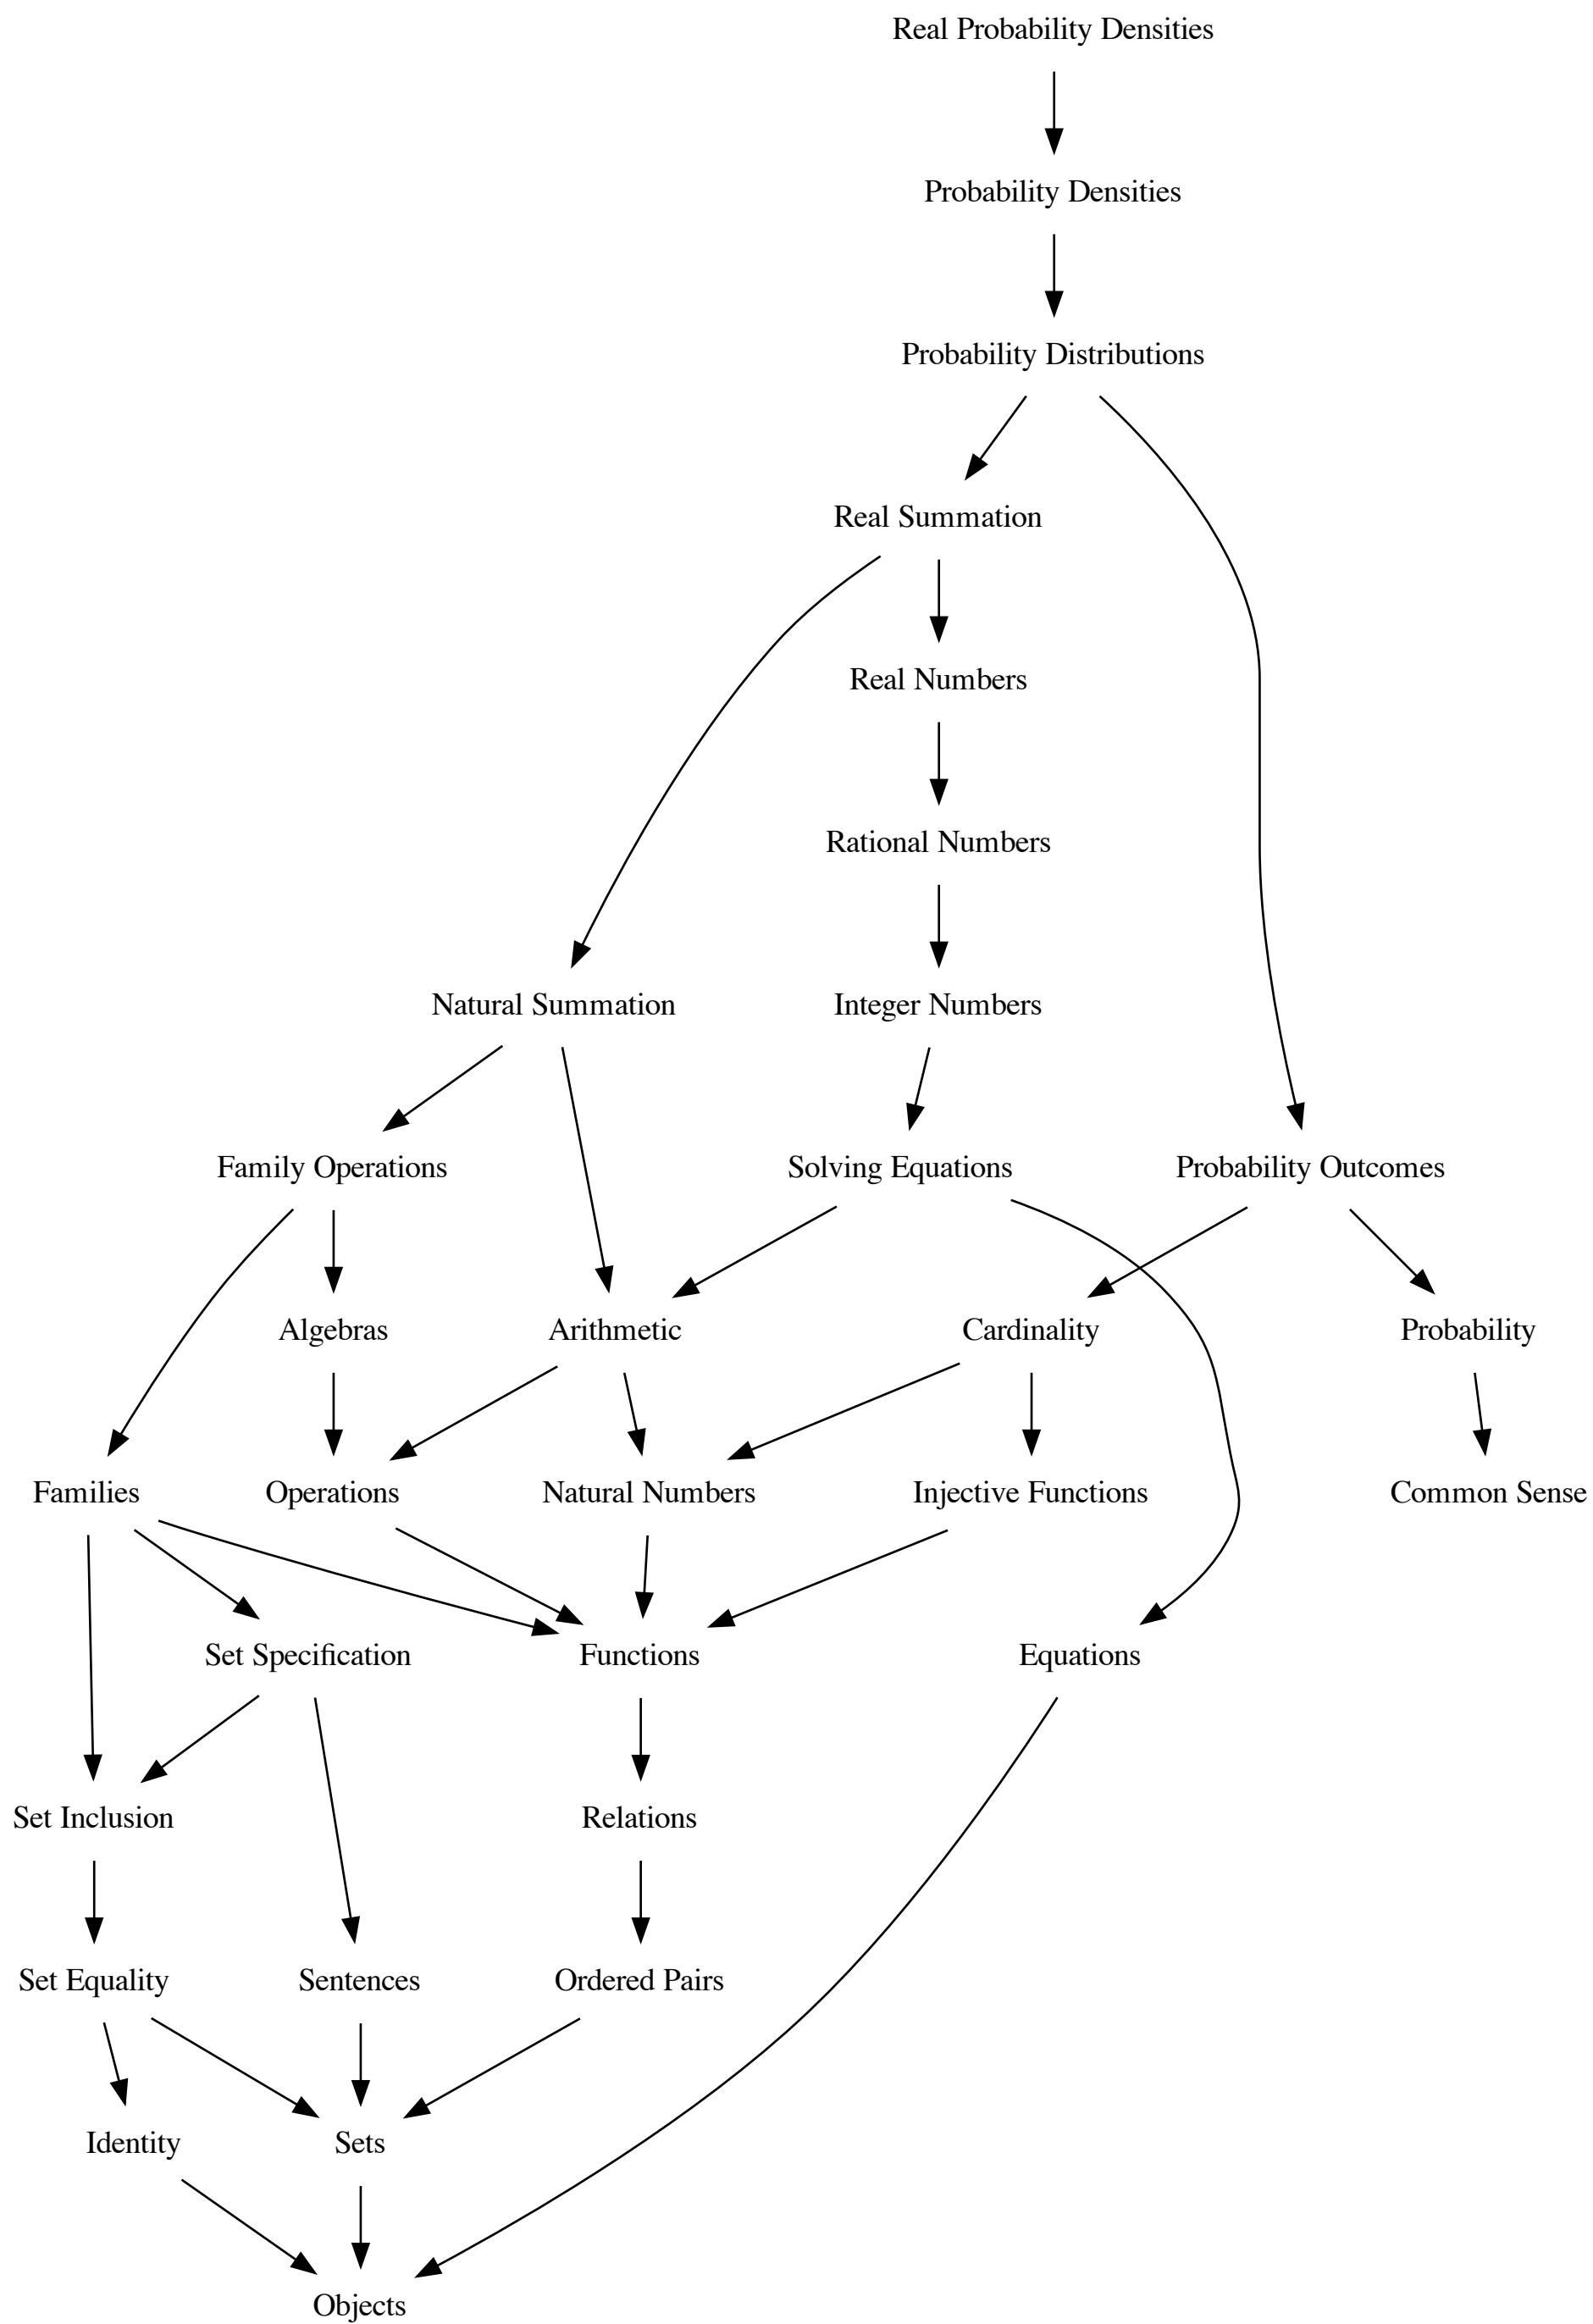 Real Probability Densities
Probability Densities
Probability Distributions
Real Summation
Real Numbers
Rational Numbers
Natural Summation
Integer Numbers
Family Operations
Solving Equations
Probability Outcomes
Algebras
Arithmetic
Cardinality
Probability
Families
Operations
Natural Numbers
Injective Functions
Common Sense
Set Specification
Functions
Equations
Set Inclusion
Relations
Set Equality
Sentences
Ordered Pairs
Identity
Sets
Objects